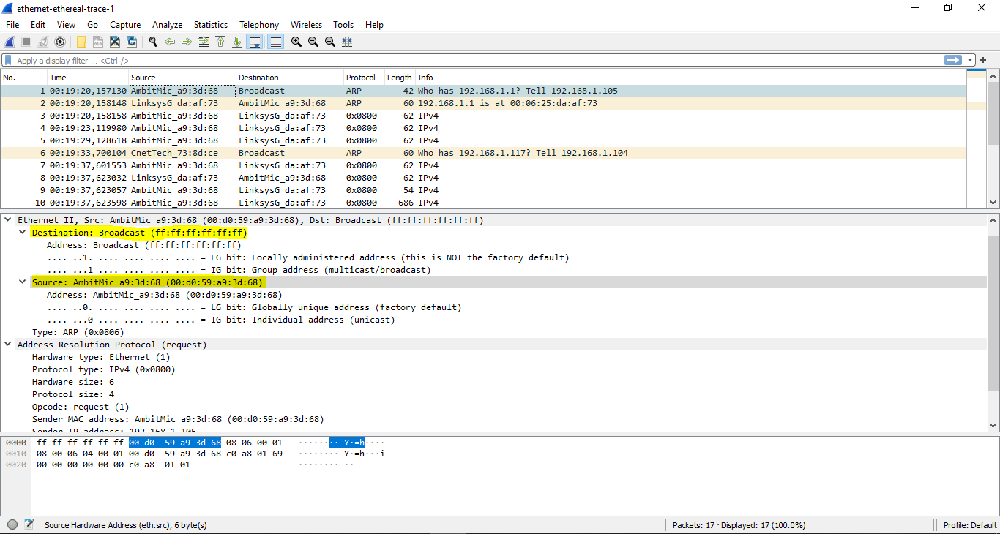 ethernet-ethereal-trace-1
File Edit View Go Capture Analyze Statistics Telephony Wireless Tools Help
Apply a display filter ... <Ctrl-/>
No. Time Source Destination Protocol Length Info
1 00:19:20,157130 AmbitMic_a9:3d:68 Broadcast ARP 42 Who has 192.168.1.1? Tell 192.168.1.105
2 00:19:20,158148 LinksysG_da:af:73 AmbitMic_a9:3d:68 ARP 60 192.168.1.1 is at 00:06:25:da:af:73
3 00:19:20,158158 AmbitMic_a9:3d:68 LinksysG_da:af:73 0x0800 62 IPv4
4 00:19:23,119980 AmbitMic_a9:3d:68 LinksysG_da:af:73 0x0800 62 IPv4
5 00:19:29,128618 AmbitMic_a9:3d:68 LinksysG_da:af:73 0x0800 62 IPv4
6 00:19:33,700104 CnetTech_73:8d:ce Broadcast ARP 60 Who has 192.168.1.117? Tell 192.168.1.104
7 00:19:37,601553 AmbitMic_a9:3d:68 LinksysG_da:af:73 0x0800 62 IPv4
8 00:19:37,623032 LinksysG_da:af:73 AmbitMic_a9:3d:68 0x0800 62 IPv4
9 00:19:37,623057 AmbitMic_a9:3d:68 LinksysG_da:af:73 0x0800 54 IPv4
10 00:19:37,623598 AmbitMic_a9:3d:68 LinksysG_da:af:73 0x0800 686 IPv4
Ethernet II, Src: AmbitMic_a9:3d:68 (00:d0:59:a9:3d:68), Dst: Broadcast (ff:ff:ff:ff:ff:ff)
Destination: Broadcast (ff:ff:ff:ff:ff:ff)
Address: Broadcast (ff:ff:ff:ff:ff:ff)
.... ..1. .... .... .... .... = LG bit: Locally administered address (this is NOT the factory default)
.... ...1 .... .... .... .... = IG bit: Group address (multicast/broadcast)
Source: AmbitMic_a9:3d:68 (00:d0:59:a9:3d:68)
Address: AmbitMic_a9:3d:68 (00:d0:59:a9:3d:68)
.... ..0. .... .... .... .... = LG bit: Globally unique address (factory default)
.... ...0 .... .... .... .... = IG bit: Individual address (unicast)
Type: ARP (0x0806)
Address Resolution Protocol (request)
Hardware type: Ethernet (1)
Protocol type: IPv4 (0x0800)
Hardware size: 6
Protocol size: 4
Opcode: request (1)
Sender MAC address: AmbitMic_a9:3d:68 (00:d0:59:a9:3d:68)
Sender IP address: 192.168.1.105
0000 ff ff ff ff ff ff 00 d0 59 a9 3d 68 08 06 00 01 ········ Y·=h····
0010 08 00 06 04 00 01 00 d0 59 a9 3d 68 c0 a8 01 69 ········ Y·=h···i
0020 00 00 00 00 00 00 c0 a8 01 01 ········ ··
Source Hardware Address (eth.src), 6 byte(s) Packets: 17 · Displayed: 17 (100.0%) Profile: Default